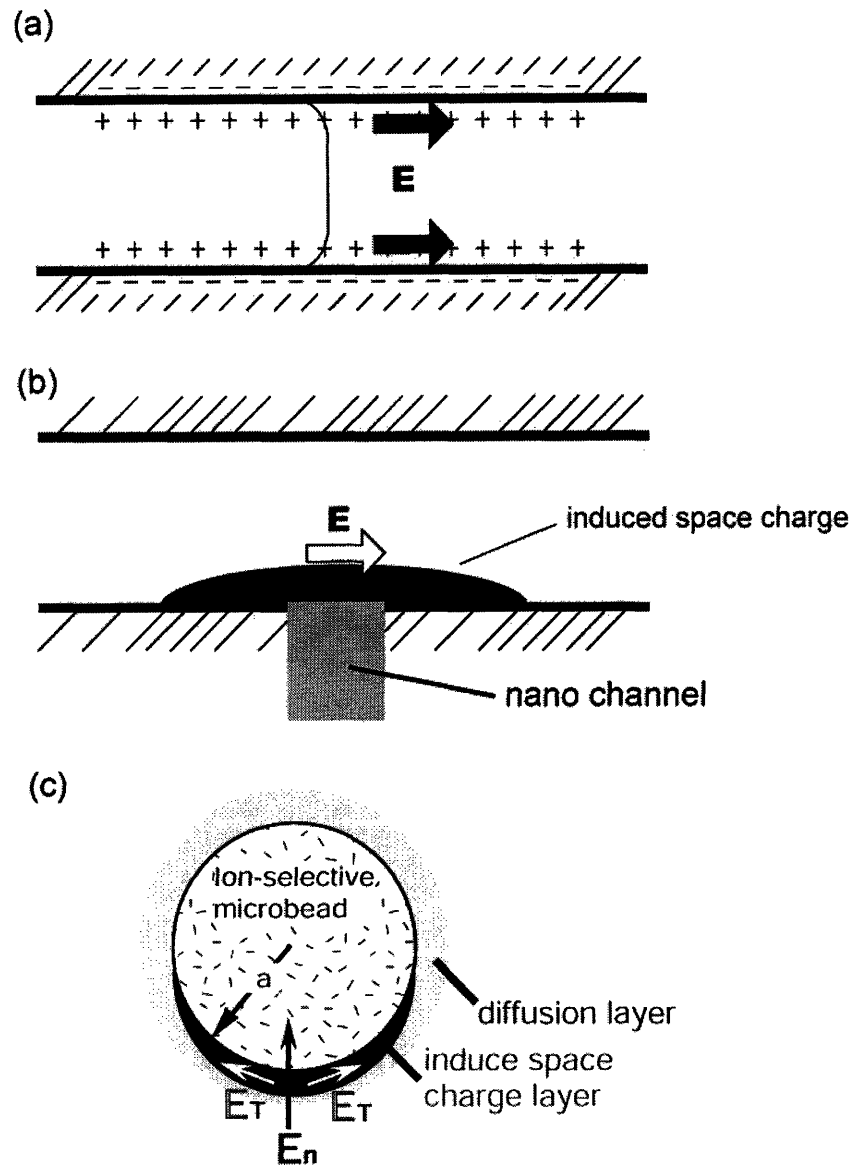 (a)
− − − − − − − − − − − − − − − −
+ + + + + + + + + + + + + + + +
E
+ + + + + + + + + + + + + + + +
− − − − − − − − − − − − − − − −
(b)
E
induced space charge
nano channel
(c)
Ion-selective
microbead
a
diffusion layer
induce space
charge layer
ET ET
En